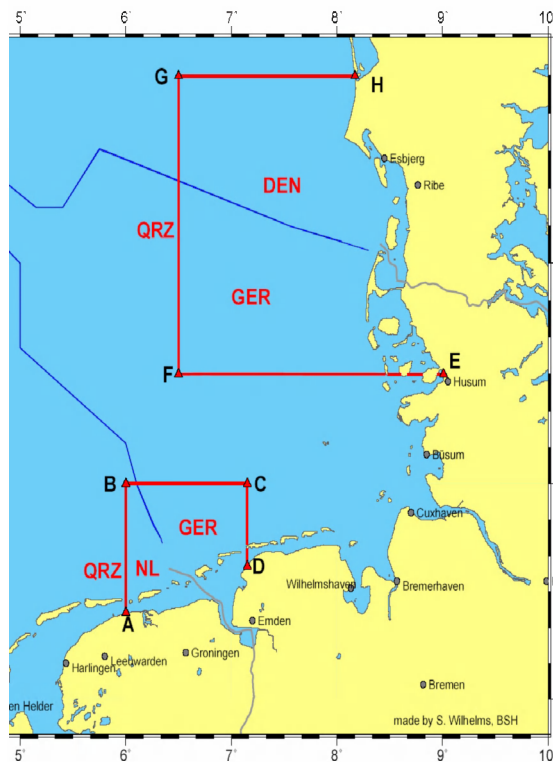 5° 6° 7° 8° 9° 10
G H
Esbjerg
DEN
Ribe
QRZ
GER
E
F
Husum
Büsum
B C
GER
Cuxhaven
QRZ NL
D
Wilhelmshaven
Bremerhaven
A
Emden
Groningen
Leeuwarden
Harlingen
Bremen
en Helder
made by S. Wilhelms, BSH
5° 6° 7° 8° 9° 10